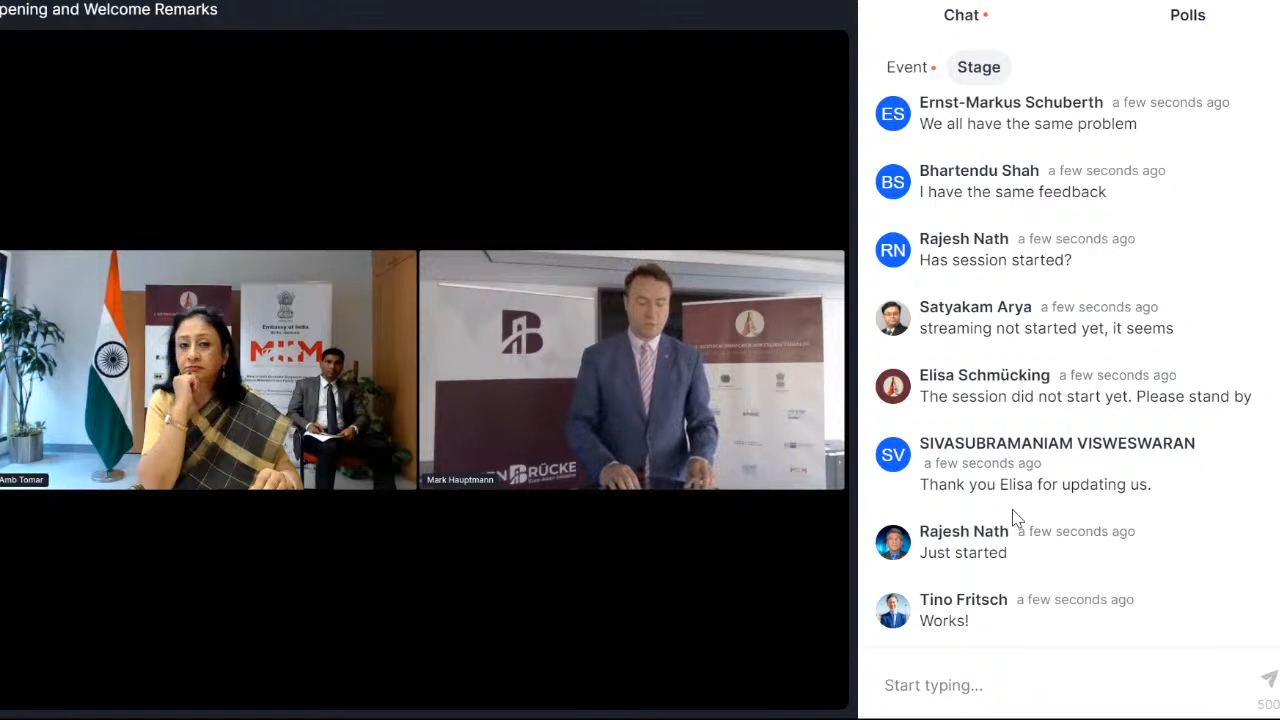 pening and Welcome Remarks
Embassy of India
MKM
B
EN BRÜCKE
Amb Tomar
Mark Hauptmann
Chat
Polls
Event
Stage
ES
Ernst-Markus Schuberth a few seconds ago
We all have the same problem
BS
Bhartendu Shah a few seconds ago
I have the same feedback
RN
Rajesh Nath a few seconds ago
Has session started?
Satyakam Arya a few seconds ago
streaming not started yet, it seems
Elisa Schmücking a few seconds ago
The session did not start yet. Please stand by
SV
SIVASUBRAMANIAM VISWESWARAN
a few seconds ago
Thank you Elisa for updating us.
Rajesh Nath a few seconds ago
Just started
Tino Fritsch a few seconds ago
Works!
Start typing...
500